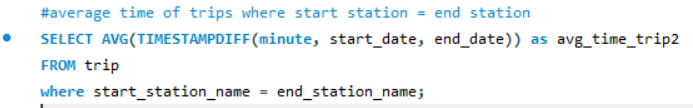 #average time of trips where start station = end station
SELECT AVG(TIMESTAMPDIFF(minute, start_date, end_date)) as avg_time_trip2
FROM trip
where start_station_name = end_station_name;